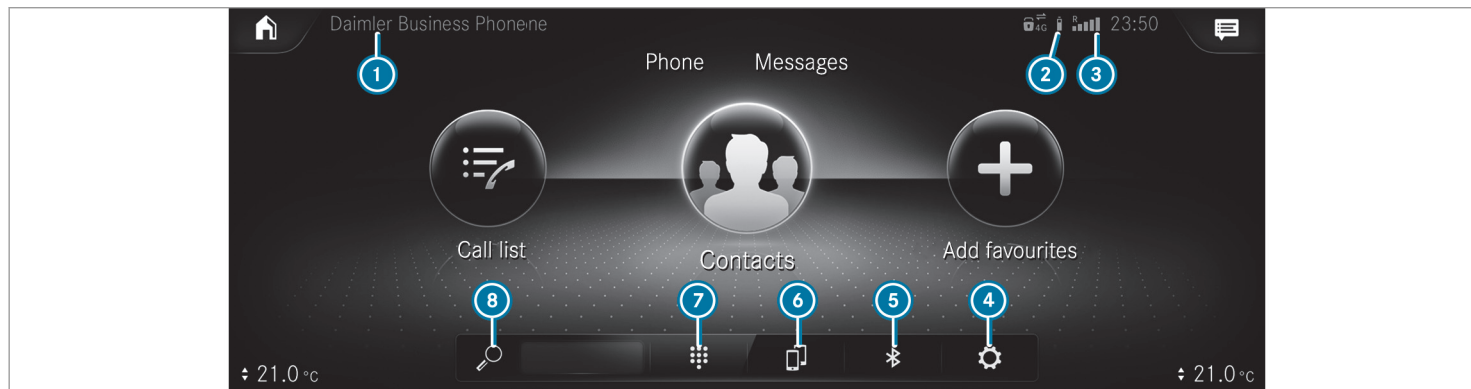 Daimler Business Phoneıne
4G
R
23:50
1
2
3
Phone
Messages
Call list
Contacts
Add favourites
8
7
6
5
4
21.0 °C
21.0 °C